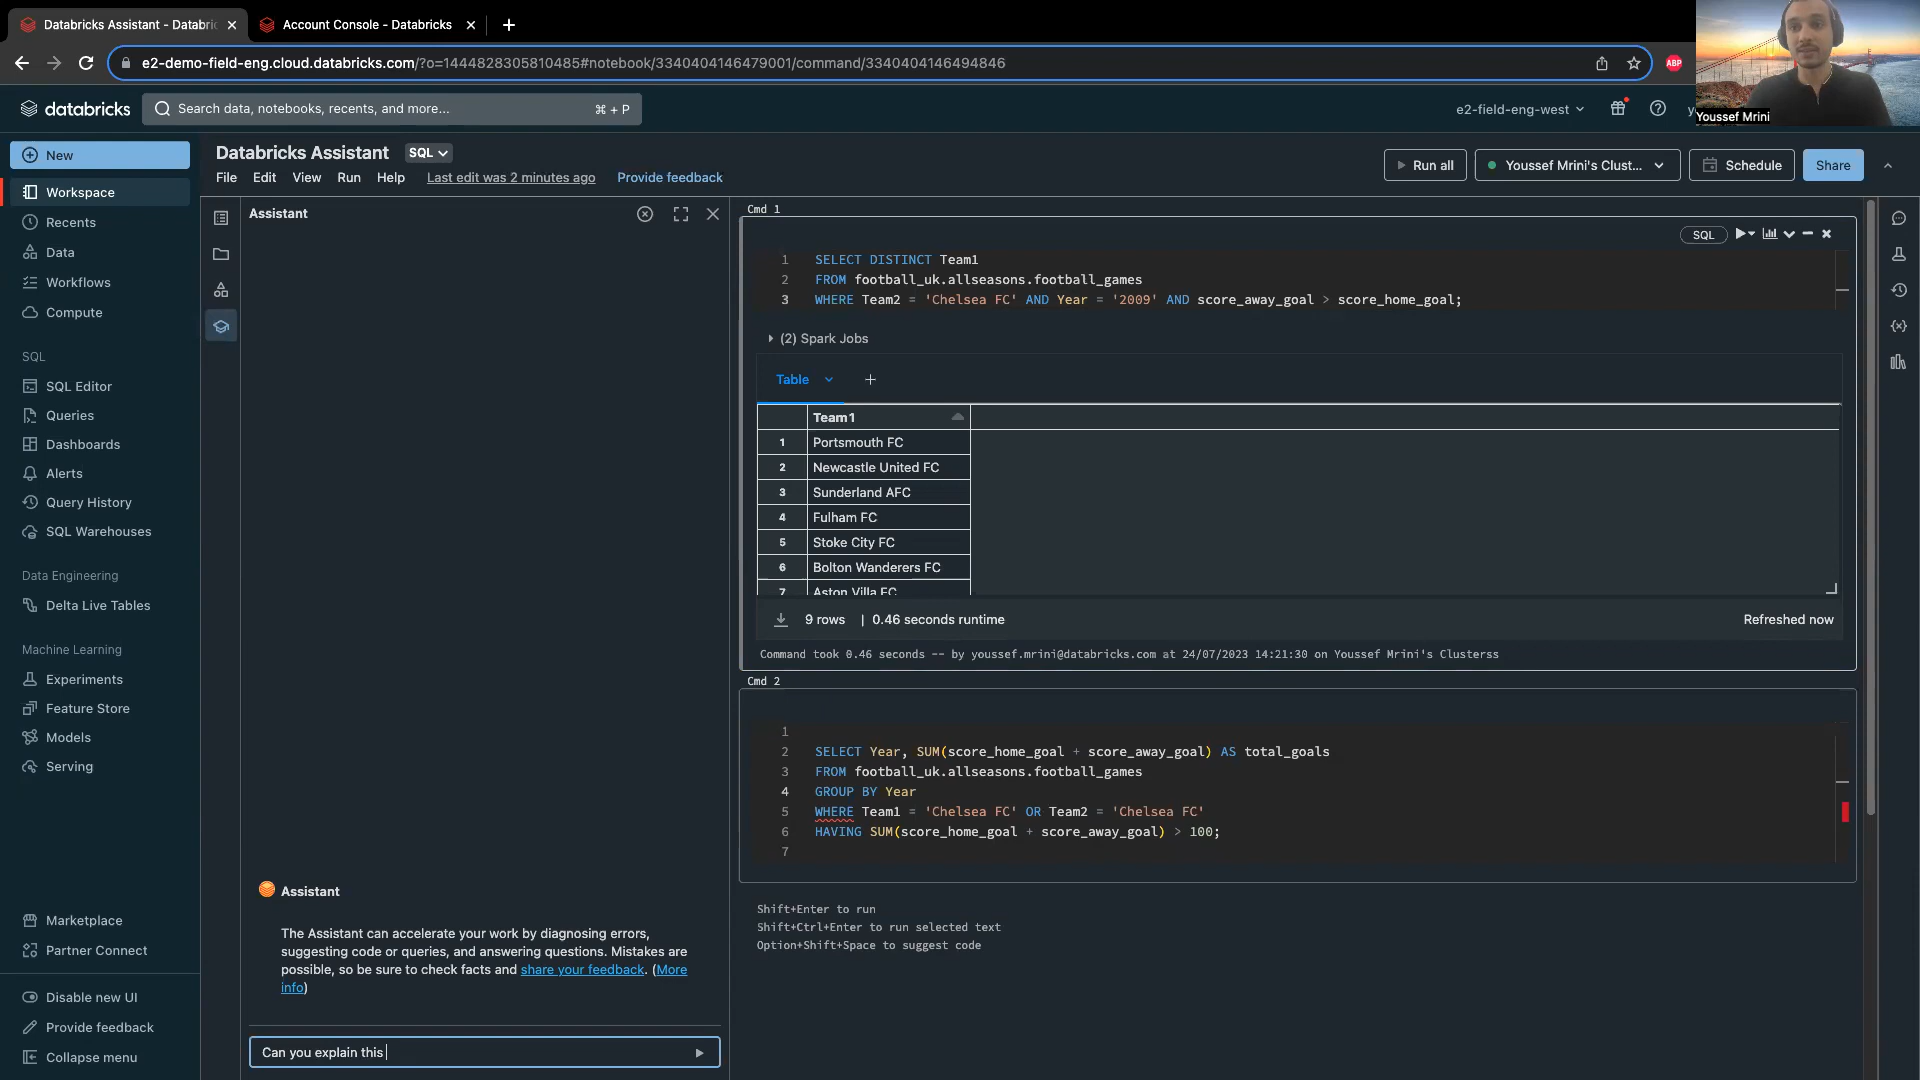 Databricks Assistant - Databri
Account Console - Databricks
e2-demo-field-eng.cloud.databricks.com/?o=1444828305810485#notebook/3340404146479001/command/3340404146494846
ABP
Youssef Mrini
databricks
Search data, notebooks, recents, and more...
⌘ + P
e2-field-eng-west
New
Workspace
Recents
Data
Workflows
Compute
SQL
SQL Editor
Queries
Dashboards
Alerts
Query History
SQL Warehouses
Data Engineering
Delta Live Tables
Machine Learning
Experiments
Feature Store
Models
Serving
Marketplace
Partner Connect
Disable new UI
Provide feedback
Collapse menu
Databricks Assistant
SQL
File Edit View Run Help Last edit was 2 minutes ago Provide feedback
Run all
Youssef Mrini's Clust...
Schedule
Share
Assistant
Assistant
The Assistant can accelerate your work by diagnosing errors,
suggesting code or queries, and answering questions. Mistakes are
possible, so be sure to check facts and share your feedback. (More
info)
Can you explain this
Cmd 1
SQL
1 SELECT DISTINCT Team1
2 FROM football_uk.allseasons.football_games
3 WHERE Team2 = 'Chelsea FC' AND Year = '2009' AND score_away_goal > score_home_goal;
(2) Spark Jobs
Table
Team1
1 Portsmouth FC
2 Newcastle United FC
3 Sunderland AFC
4 Fulham FC
5 Stoke City FC
6 Bolton Wanderers FC
7 Aston Villa FC
9 rows | 0.46 seconds runtime
Refreshed now
Command took 0.46 seconds -- by youssef.mrini@databricks.com at 24/07/2023 14:21:30 on Youssef Mrini's Clusterss
Cmd 2
1
2 SELECT Year, SUM(score_home_goal + score_away_goal) AS total_goals
3 FROM football_uk.allseasons.football_games
4 GROUP BY Year
5 WHERE Team1 = 'Chelsea FC' OR Team2 = 'Chelsea FC'
6 HAVING SUM(score_home_goal + score_away_goal) > 100;
7
Shift+Enter to run
Shift+Ctrl+Enter to run selected text
Option+Shift+Space to suggest code